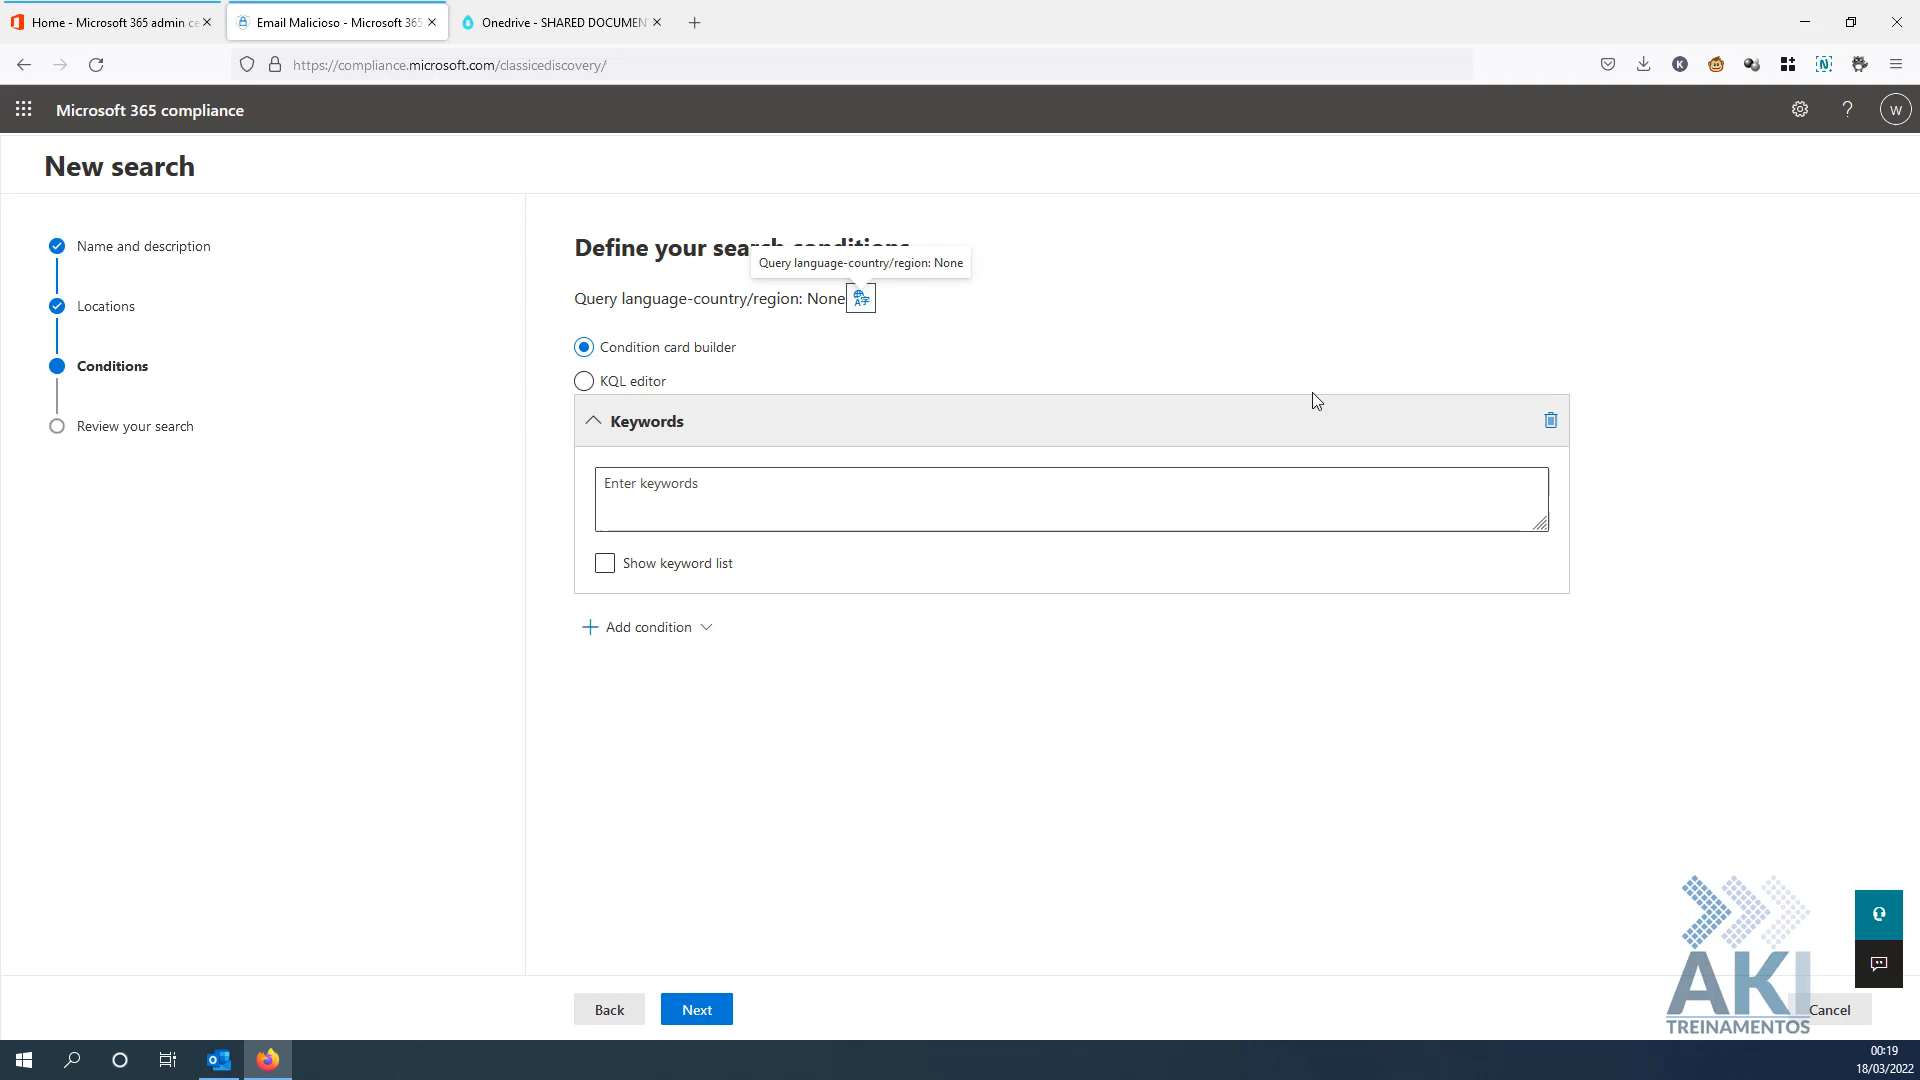 Home - Microsoft 365 admin ce
Email Malicioso - Microsoft 365
Onedrive - SHARED DOCUMEN
https://compliance.microsoft.com/classicediscovery/
K
N
Microsoft 365 compliance
?
W
New search
Name and description
Locations
Conditions
Review your search
Define your search conditions
Query language-country/region: None
Query language-country/region: None
Condition card builder
KQL editor
Keywords
Enter keywords
Show keyword list
Add condition
Back
Next
Cancel
AKI
TREINAMENTOS
00:19
18/03/2022